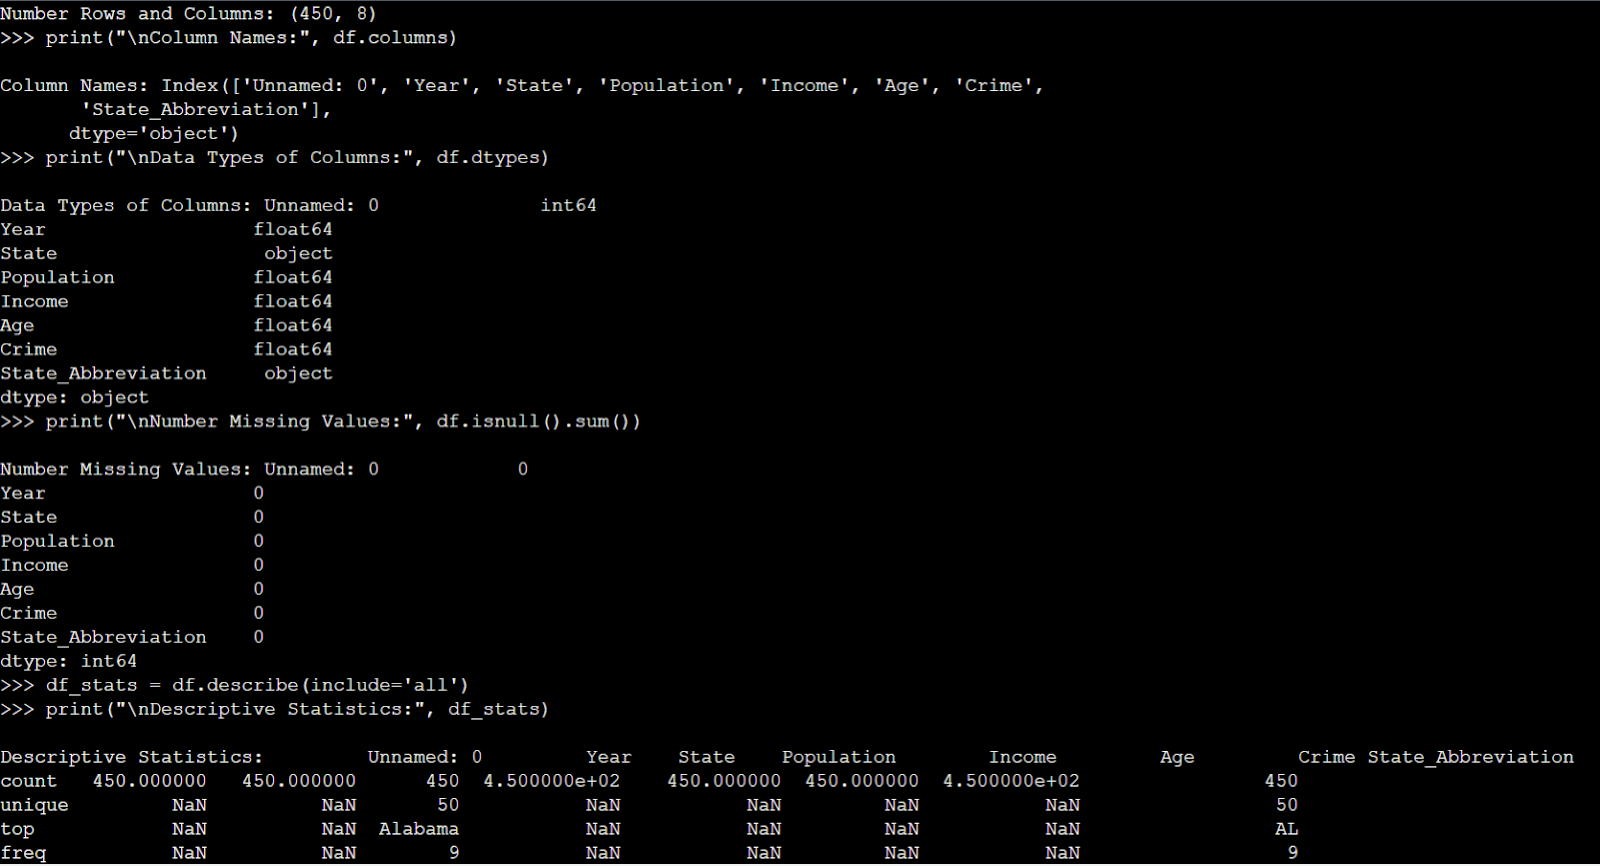 Number Rows and Columns: (450, 8)
>>> print("\nColumn Names:", df.columns)
Column Names: Index(['Unnamed: 0', 'Year', 'State', 'Population', 'Income', 'Age', 'Crime',
       'State_Abbreviation'],
      dtype='object')
>>> print("\nData Types of Columns:", df.dtypes)
Data Types of Columns: Unnamed: 0              int64
Year                  float64
State                  object
Population            float64
Income                float64
Age                   float64
Crime                 float64
State_Abbreviation     object
dtype: object
>>> print("\nNumber Missing Values:", df.isnull().sum())
Number Missing Values: Unnamed: 0            0
Year                  0
State                 0
Population            0
Income                0
Age                   0
Crime                 0
State_Abbreviation    0
dtype: int64
>>> df_stats = df.describe(include='all')
>>> print("\nDescriptive Statistics:", df_stats)
Descriptive Statistics:         Unnamed: 0         Year    State    Population        Income         Age         Crime State_Abbreviation
count   450.000000   450.000000      450  4.500000e+02    450.000000  450.000000  4.500000e+02                450
unique         NaN          NaN       50           NaN           NaN         NaN           NaN                 50
top            NaN          NaN  Alabama           NaN           NaN         NaN           NaN                 AL
freq           NaN          NaN        9           NaN           NaN         NaN           NaN                  9